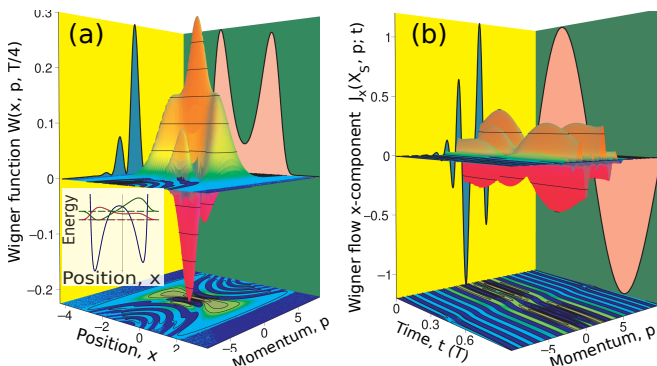 (a)
Wigner function W(x, p, T/4)
0.3
0.2
0.1
0
−0.1
−0.2
Energy
Position, x
−4
−2
0
2
Position, x
−5
0
5
Momentum, p
(b)
Wigner flow x-component J_x(X_S, p; t)
1
0.5
0
−0.5
−1
0
0.3
0.6
Time, t (T)
−5
0
5
Momentum, p